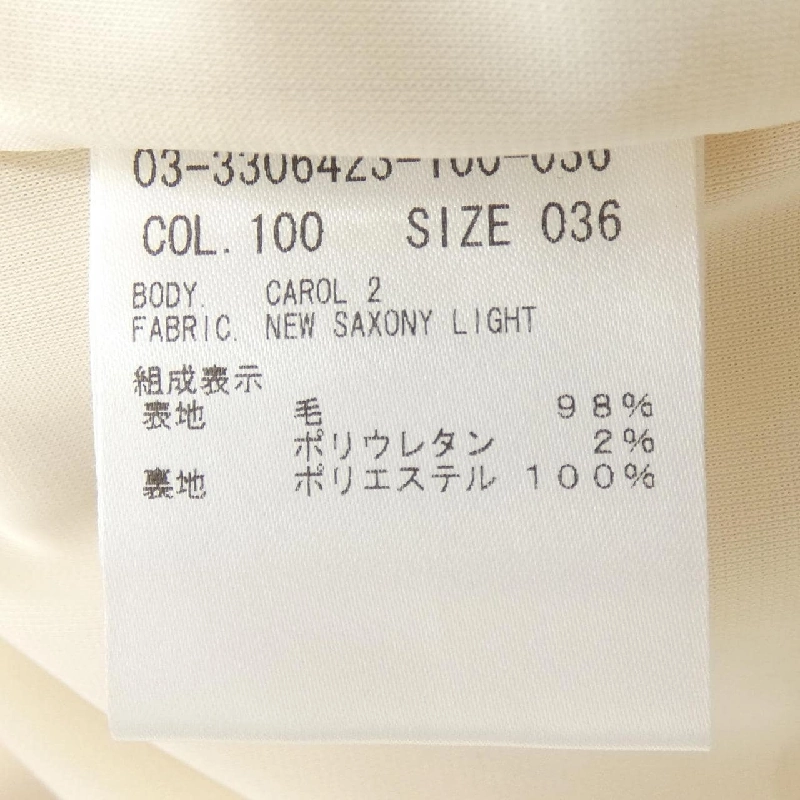 03-3306423-100-036
COL. 100 SIZE 036
BODY. CAROL 2
FABRIC. NEW SAXONY LIGHT
組成表示
表地 毛 98%
ポリウレタン 2%
裏地 ポリエステル 100%